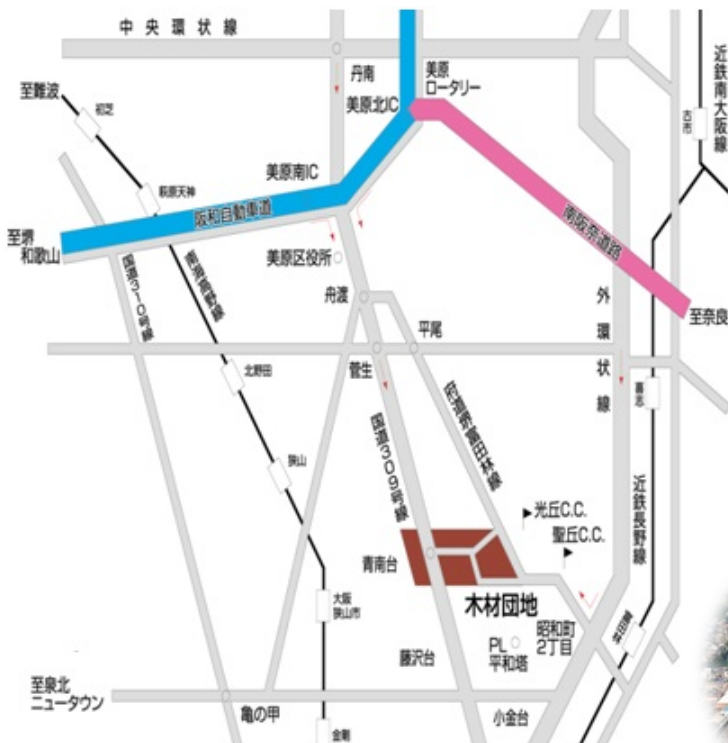 中央環状線
至難波
初芝
丹南
美原
ロータリー
美原北IC
近鉄南大阪線
古市
美原南IC
萩原天神
阪和自動車道
至堺
和歌山
国道310号線
南海高野線
美原区役所
南阪奈道路
至奈良
舟渡
外環状線
平尾
菅生
北野田
喜志
府道堺富田林線
国道309号線
狭山
近鉄長野線
光丘C.C.
聖丘C.C.
青南台
木材団地
大阪
狭山市
昭和町
2丁目
PL
平和塔
藤沢台
至泉北
ニュータウン
亀の甲
小金台
金剛